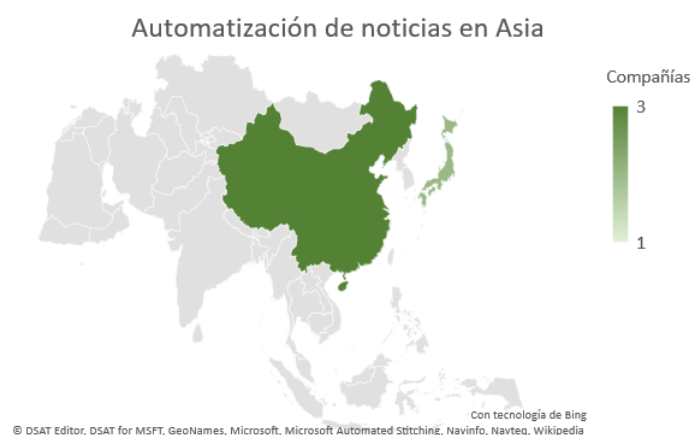 Automatización de noticias en Asia
Compañías
3
1
Con tecnología de Bing
© DSAT Editor, DSAT for MSFT, GeoNames, Microsoft, Microsoft Automated Stitching, Navinfo, Navteq, Wikipedia